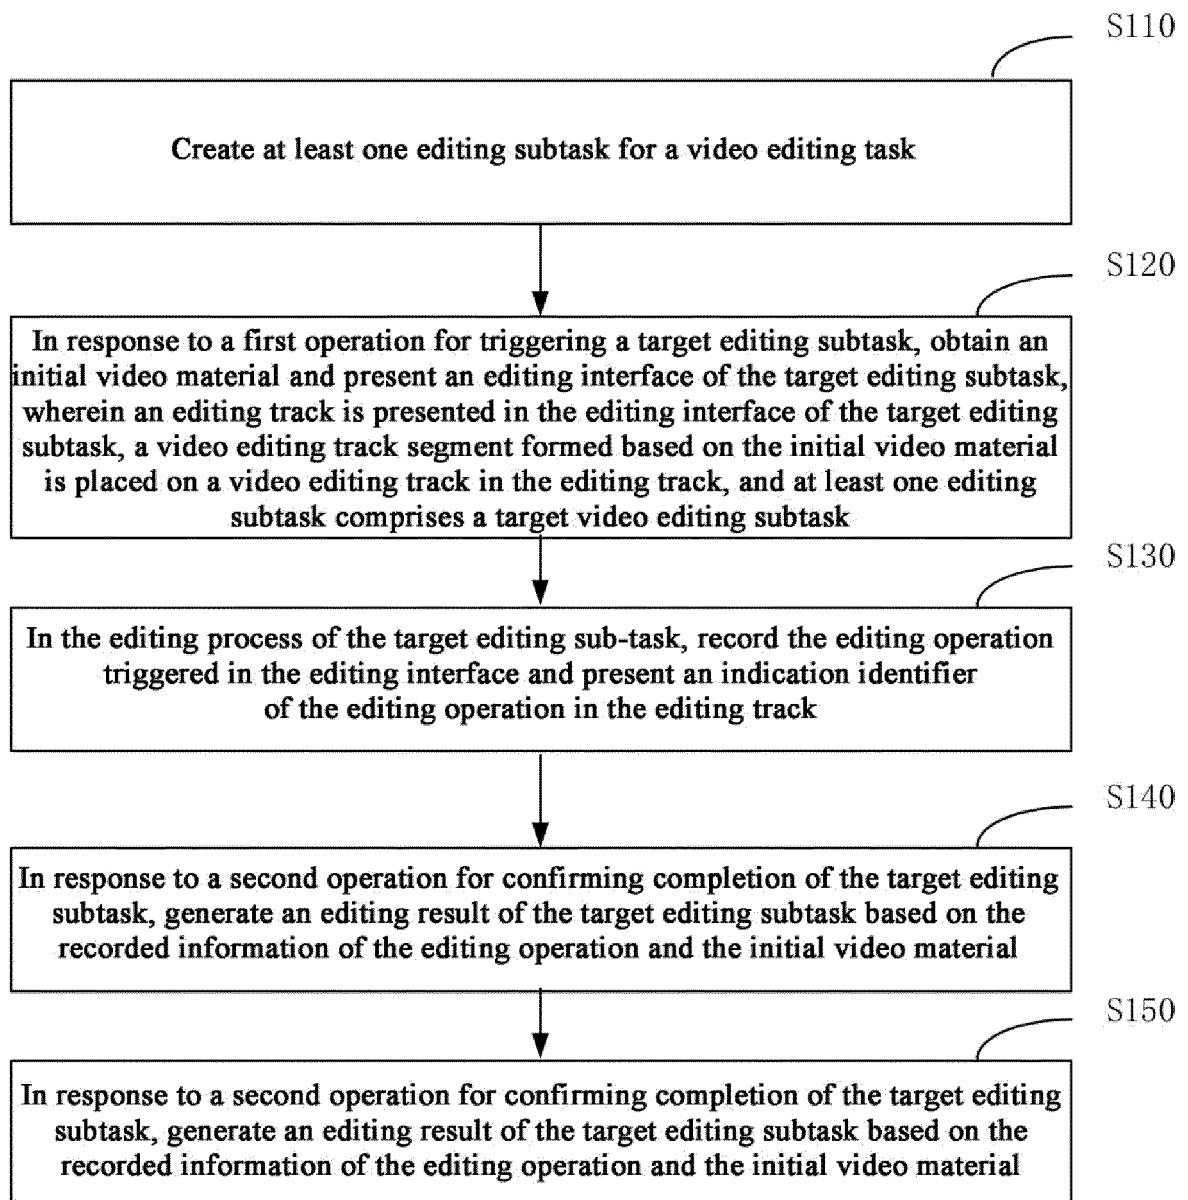 S110
Create at least one editing subtask for a video editing task
S120
In response to a first operation for triggering a target editing subtask, obtain an
initial video material and present an editing interface of the target editing subtask,
wherein an editing track is presented in the editing interface of the target editing
subtask, a video editing track segment formed based on the initial video material
is placed on a video editing track in the editing track, and at least one editing
subtask comprises a target video editing subtask
S130
In the editing process of the target editing sub-task, record the editing operation
triggered in the editing interface and present an indication identifier
of the editing operation in the editing track
S140
In response to a second operation for confirming completion of the target editing
subtask, generate an editing result of the target editing subtask based on the
recorded information of the editing operation and the initial video material
S150
In response to a second operation for confirming completion of the target editing
subtask, generate an editing result of the target editing subtask based on the
recorded information of the editing operation and the initial video material